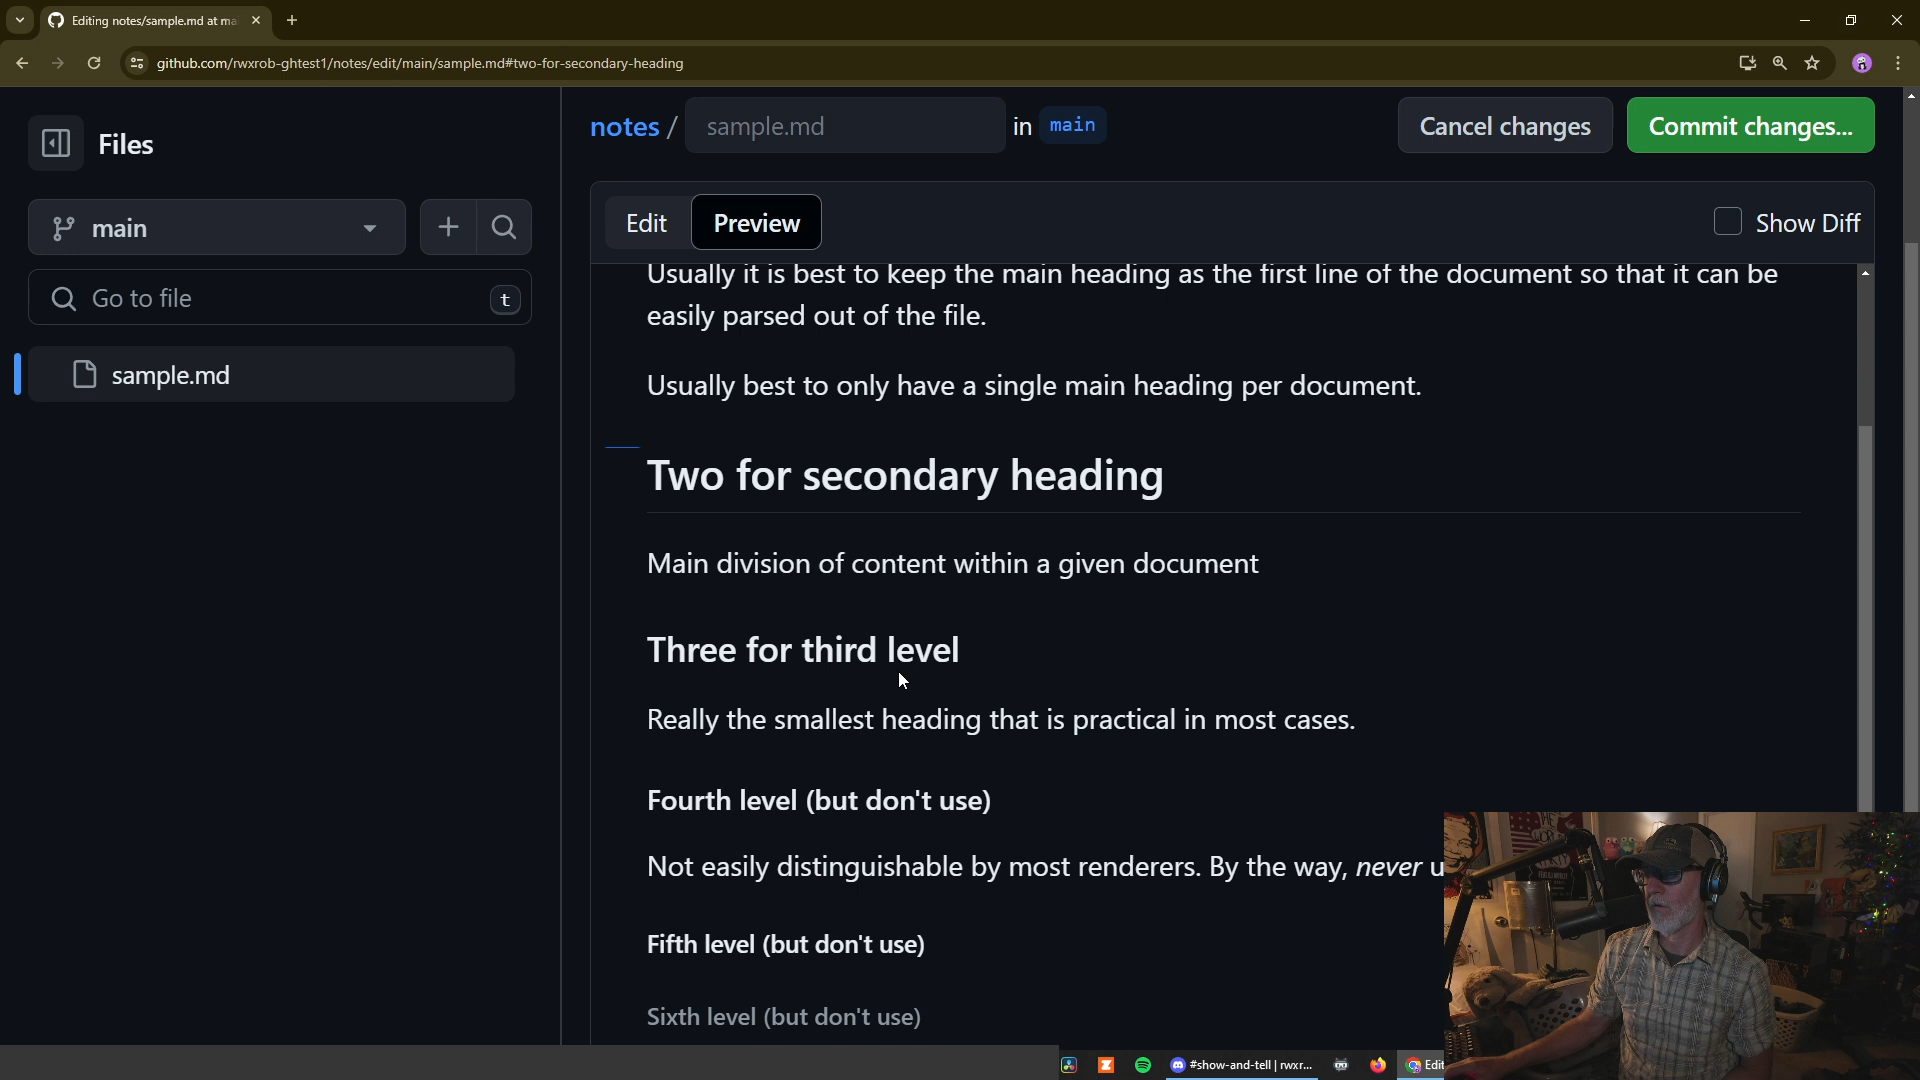 Editing notes/sample.md at ma
github.com/rwxrob-ghtest1/notes/edit/main/sample.md#two-for-secondary-heading
Files
notes / sample.md in main
Cancel changes
Commit changes...
main
Edit
Preview
Show Diff
Go to file
t
sample.md
Usually it is best to keep the main heading as the first line of the document so that it can be
easily parsed out of the file.
Usually best to only have a single main heading per document.
Two for secondary heading
Main division of content within a given document
Three for third level
Really the smallest heading that is practical in most cases.
Fourth level (but don't use)
Not easily distinguishable by most renderers. By the way, never u
Fifth level (but don't use)
Sixth level (but don't use)
#show-and-tell | rwxr...
Edit